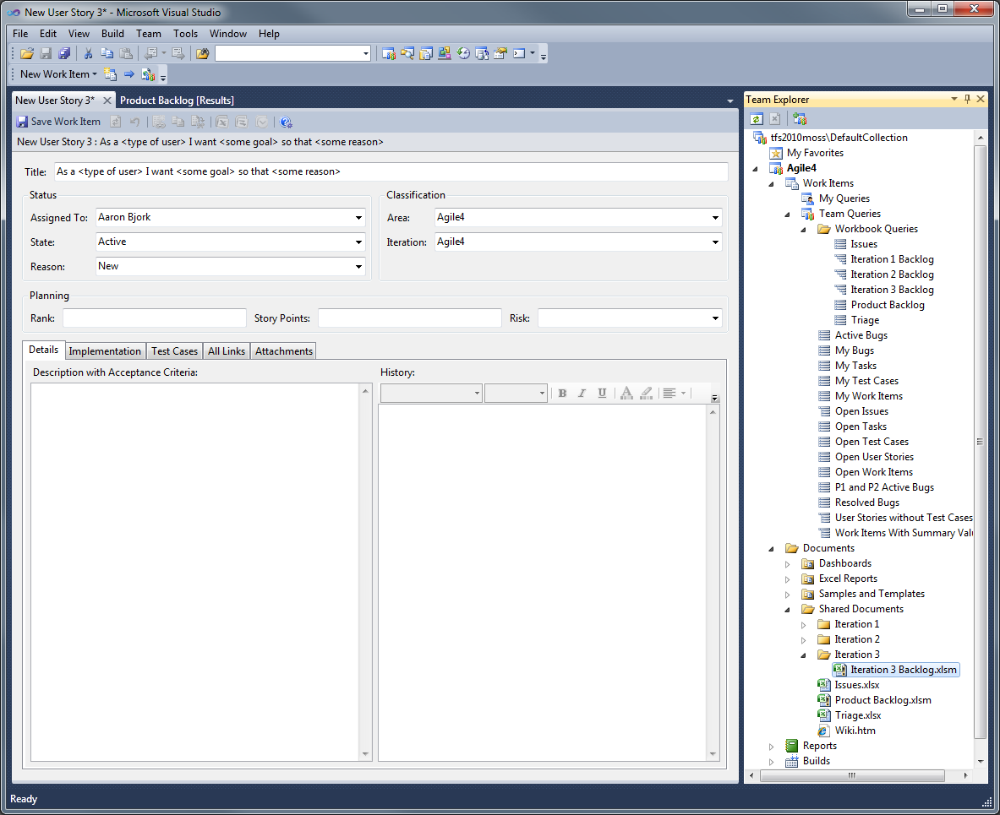 New User Story 3* - Microsoft Visual Studio
File Edit View Build Team Tools Window Help
New Work Item
New User Story 3* Product Backlog [Results]
Save Work Item
New User Story 3 : As a <type of user> I want <some goal> so that <some reason>
Title: As a <type of user> I want <some goal> so that <some reason>
Status
Assigned To: Aaron Bjork
State: Active
Reason: New
Classification
Area: Agile4
Iteration: Agile4
Planning
Rank: Story Points: Risk:
Details Implementation Test Cases All Links Attachments
Description with Acceptance Criteria:
History:
B I U A
Team Explorer
tfs2010moss\DefaultCollection
My Favorites
Agile4
Work Items
My Queries
Team Queries
Workbook Queries
Issues
Iteration 1 Backlog
Iteration 2 Backlog
Iteration 3 Backlog
Product Backlog
Triage
Active Bugs
My Bugs
My Tasks
My Test Cases
My Work Items
Open Issues
Open Tasks
Open Test Cases
Open User Stories
Open Work Items
P1 and P2 Active Bugs
Resolved Bugs
User Stories without Test Cases
Work Items With Summary Valu
Documents
Dashboards
Excel Reports
Samples and Templates
Shared Documents
Iteration 1
Iteration 2
Iteration 3
Iteration 3 Backlog.xlsm
Issues.xlsx
Product Backlog.xlsm
Triage.xlsx
Wiki.htm
Reports
Builds
Ready